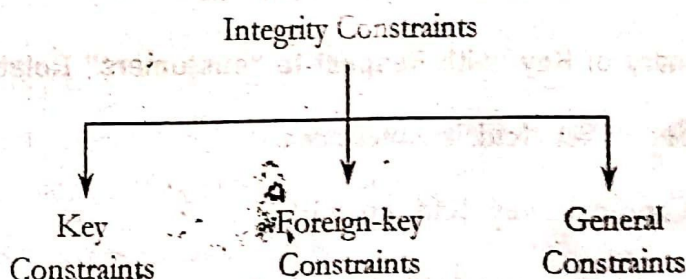 Integrity Constraints
Key
Constraints
Foreign-key
Constraints
General
Constraints